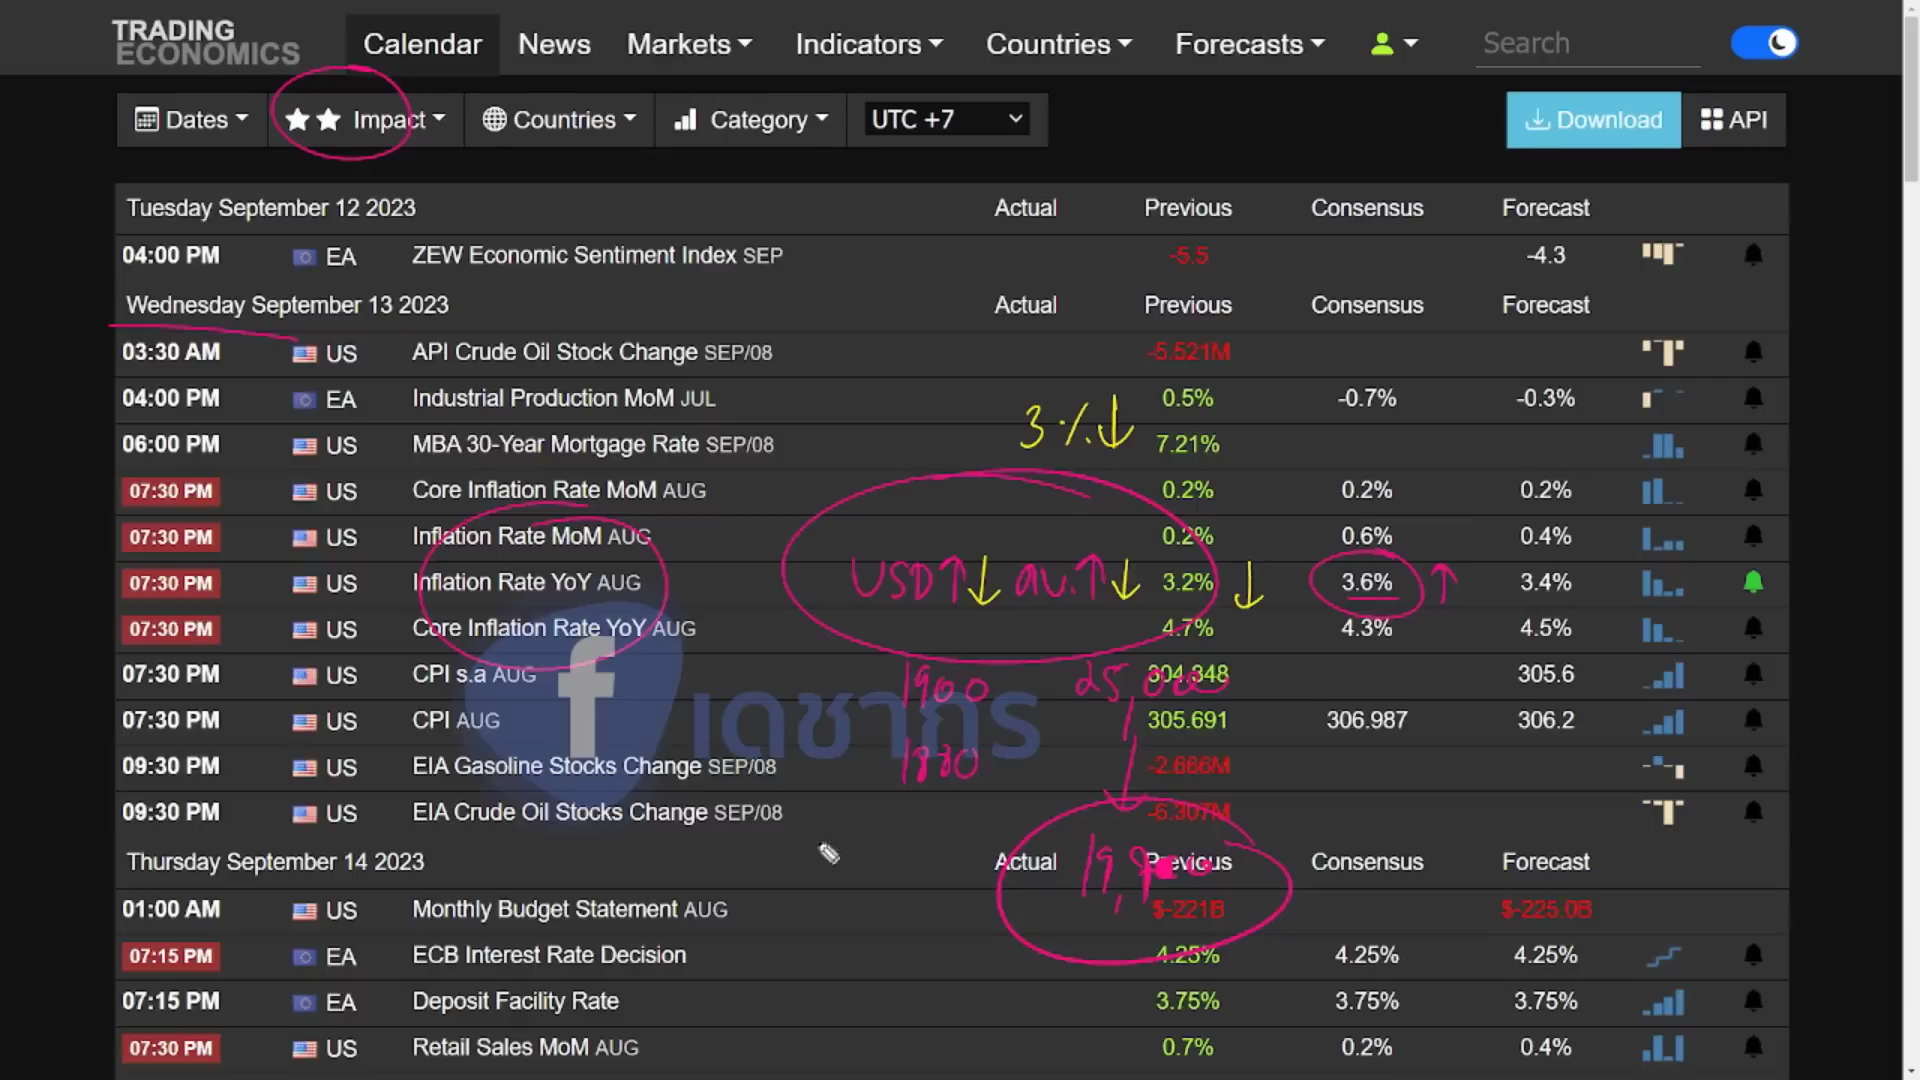 TRADING ECONOMICS Calendar News Markets Indicators Countries Forecasts Search
Dates Impact Countries Category UTC +7 Download API
Tuesday September 12 2023 Actual Previous Consensus Forecast
04:00 PM EA ZEW Economic Sentiment Index SEP -5.5 -4.3
Wednesday September 13 2023 Actual Previous Consensus Forecast
03:30 AM US API Crude Oil Stock Change SEP/08 -5.521M
04:00 PM EA Industrial Production MoM JUL 0.5% -0.7% -0.3%
3%↓
06:00 PM US MBA 30-Year Mortgage Rate SEP/08 7.21%
07:30 PM US Core Inflation Rate MoM AUG 0.2% 0.2% 0.2%
07:30 PM US Inflation Rate MoM AUG 0.2% 0.6% 0.4%
07:30 PM US Inflation Rate YoY AUG USD↑↓ 3.2% ↓ 3.6% ↑ 3.4%
07:30 PM US Core Inflation Rate YoY AUG 4.7% 4.3% 4.5%
07:30 PM US CPI s.a AUG 304.348 305.6
1900 25,000
07:30 PM US CPI AUG 305.691 306.987 306.2
เดชากร
09:30 PM US EIA Gasoline Stocks Change SEP/08 -2.666M
09:30 PM US EIA Crude Oil Stocks Change SEP/08 -6.307M
Thursday September 14 2023 Actual Previous Consensus Forecast
01:00 AM US Monthly Budget Statement AUG $-221B $-225.0B
07:15 PM EA ECB Interest Rate Decision 4.25% 4.25% 4.25%
07:15 PM EA Deposit Facility Rate 3.75% 3.75% 3.75%
07:30 PM US Retail Sales MoM AUG 0.7% 0.2% 0.4%